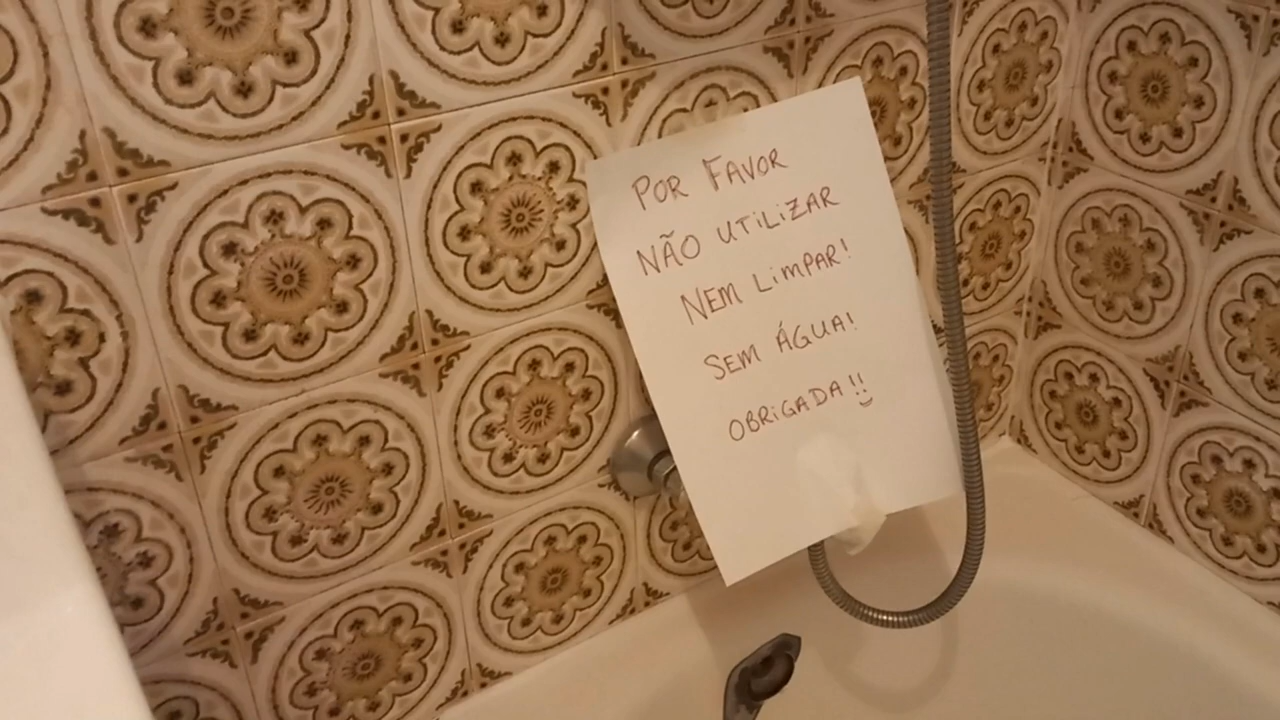 POR FAVOR
NÃO UTILIZAR
NEM LIMPAR!
SEM ÁGUA!
OBRIGADA!!